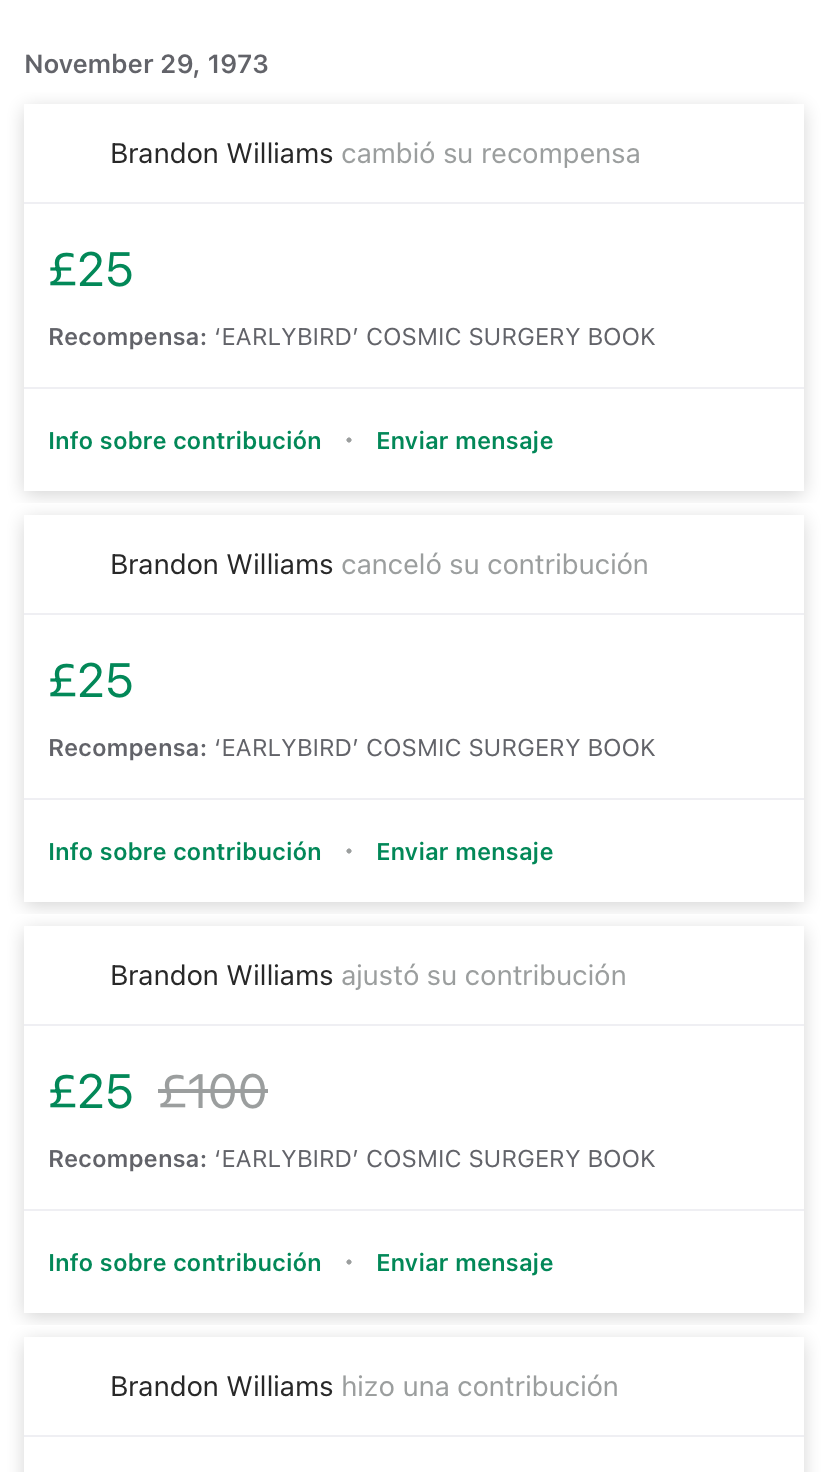 November 29, 1973
Brandon Williams cambió su recompensa
£25
Recompensa: ‘EARLYBIRD’ COSMIC SURGERY BOOK
Info sobre contribución • Enviar mensaje
Brandon Williams canceló su contribución
£25
Recompensa: ‘EARLYBIRD’ COSMIC SURGERY BOOK
Info sobre contribución • Enviar mensaje
Brandon Williams ajustó su contribución
£25 £100
Recompensa: ‘EARLYBIRD’ COSMIC SURGERY BOOK
Info sobre contribución • Enviar mensaje
Brandon Williams hizo una contribución